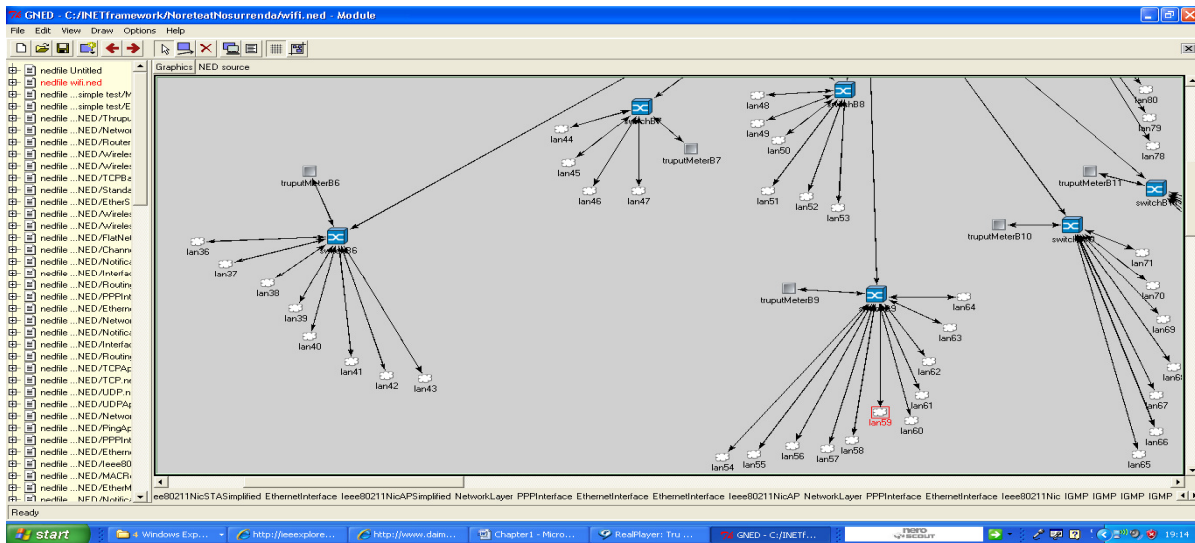 GNED - C:/INETframework/NoreteatNosurrenda/wifi.ned - Module
File Edit View Draw Options Help
Graphics NED source
nedfile Untitled
nedfile wifi.ned
nedfile ...simple test/M
nedfile ...simple test/E
nedfile ...NED/Thruput
nedfile ...NED/Networ
nedfile ...NED/Router
nedfile ...NED/Wireles
nedfile ...NED/Wireles
nedfile ...NED/TCPBa
nedfile ...NED/Standa
nedfile ...NED/EtherS
nedfile ...NED/Wireles
nedfile ...NED/Wireles
nedfile ...NED/FlatNet
nedfile ...NED/Chann
nedfile ...NED/Notifica
nedfile ...NED/Interfac
nedfile ...NED/Routing
nedfile ...NED/PPPInt
nedfile ...NED/Etherne
nedfile ...NED/Networ
nedfile ...NED/Notifica
nedfile ...NED/Interfac
nedfile ...NED/Routing
nedfile ...NED/TCPAp
nedfile ...NED/TCP.ne
nedfile ...NED/UDP.n
nedfile ...NED/UDPAp
nedfile ...NED/Networ
nedfile ...NED/PingAp
nedfile ...NED/PPPInt
nedfile ...NED/Etherne
nedfile ...NED/Ieee80
nedfile ...NED/MACRe
nedfile ...NED/EtherM
nedfile ...NED/Notific
truputMeterB6
switchB6
lan36
lan37
lan38
lan39
lan40
lan41
lan42
lan43
lan44
lan45
lan46
lan47
truputMeterB7
switchB8
lan48
lan49
lan50
lan51
lan52
lan53
truputMeterB9
lan54
lan55
lan56
lan57
lan58
lan59
lan60
lan61
lan62
lan63
lan64
truputMeterB10
truputMeterB11
lan65
lan66
lan67
lan69
lan70
lan71
lan78
lan79
lan80
ee80211NicSTASimplified EthernetInterface Ieee80211NicAPSimplified NetworkLayer PPPInterface EthernetInterface EthernetInterface Ieee80211NicAP NetworkLayer PPPInterface EthernetInterface Ieee80211Nic IGMP IGMP IGMP IGMP
Ready
start
4 Windows Exp...
http://ieeexplore...
http://www.daim...
Chapter1 - Micro...
RealPlayer: Tru ...
GNED - C:/INETf...
nero
SCOUT
19:14